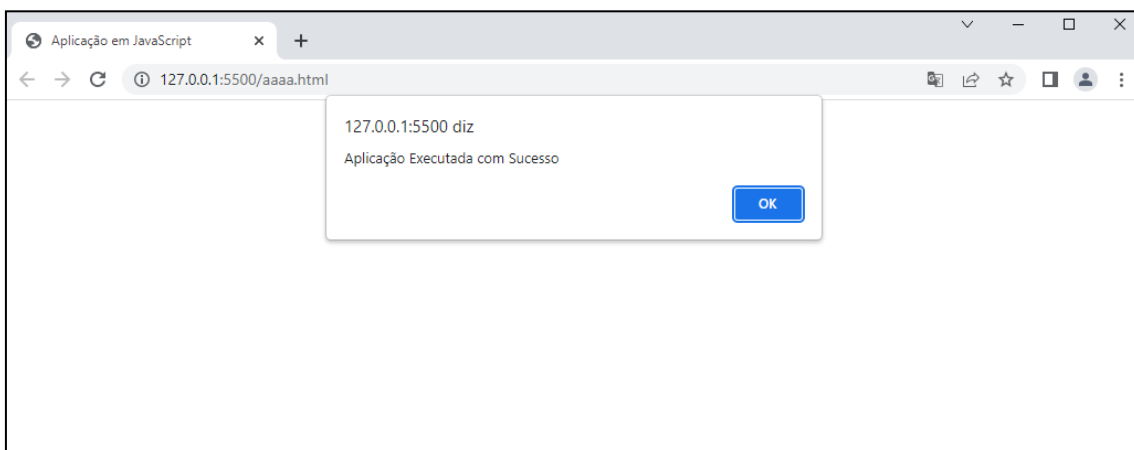 Aplicação em JavaScript
127.0.0.1:5500/aaaa.html
127.0.0.1:5500 diz
Aplicação Executada com Sucesso
OK